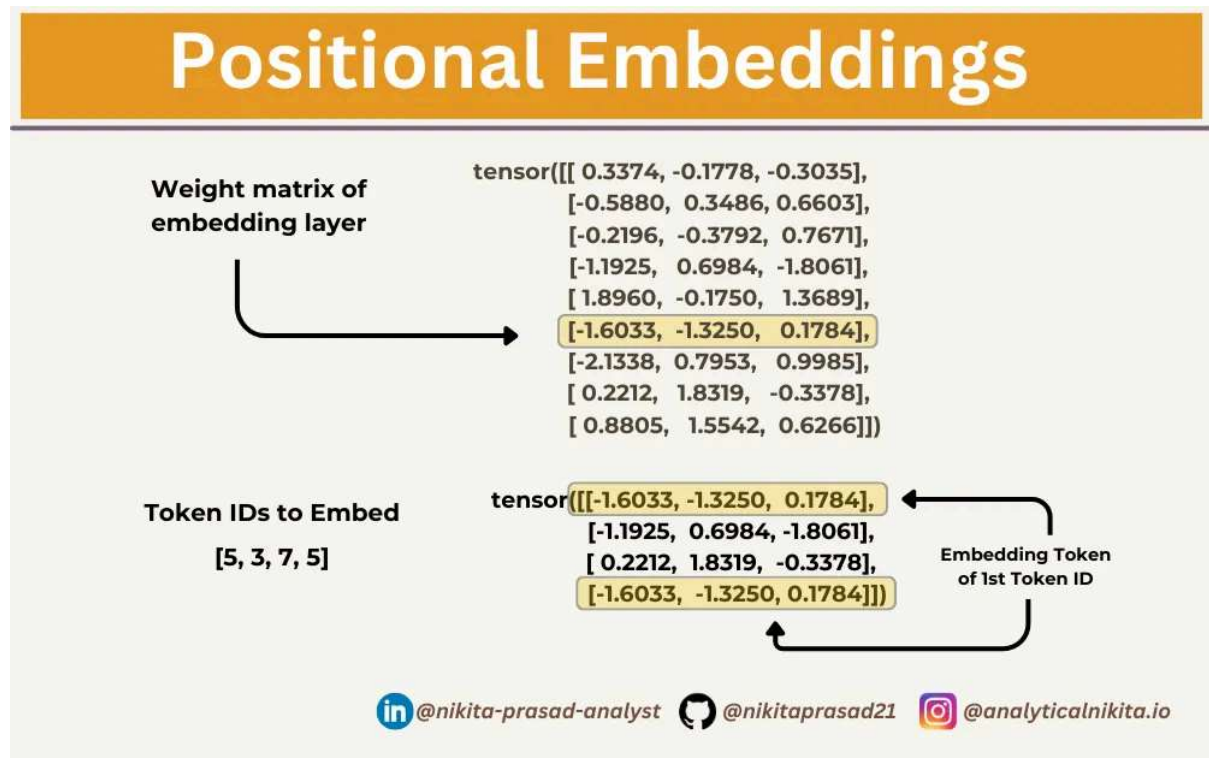 Positional Embeddings
Weight matrix of
embedding layer
tensor([[ 0.3374, -0.1778, -0.3035],
[-0.5880, 0.3486, 0.6603],
[-0.2196, -0.3792, 0.7671],
[-1.1925, 0.6984, -1.8061],
[ 1.8960, -0.1750, 1.3689],
[-1.6033, -1.3250, 0.1784],
[-2.1338, 0.7953, 0.9985],
[ 0.2212, 1.8319, -0.3378],
[ 0.8805, 1.5542, 0.6266]])
Token IDs to Embed
[5, 3, 7, 5]
tensor([[-1.6033, -1.3250, 0.1784],
[-1.1925, 0.6984, -1.8061],
[ 0.2212, 1.8319, -0.3378],
[-1.6033, -1.3250, 0.1784]])
Embedding Token
of 1st Token ID
in @nikita-prasad-analyst @nikitaprasad21 @analyticalnikita.io